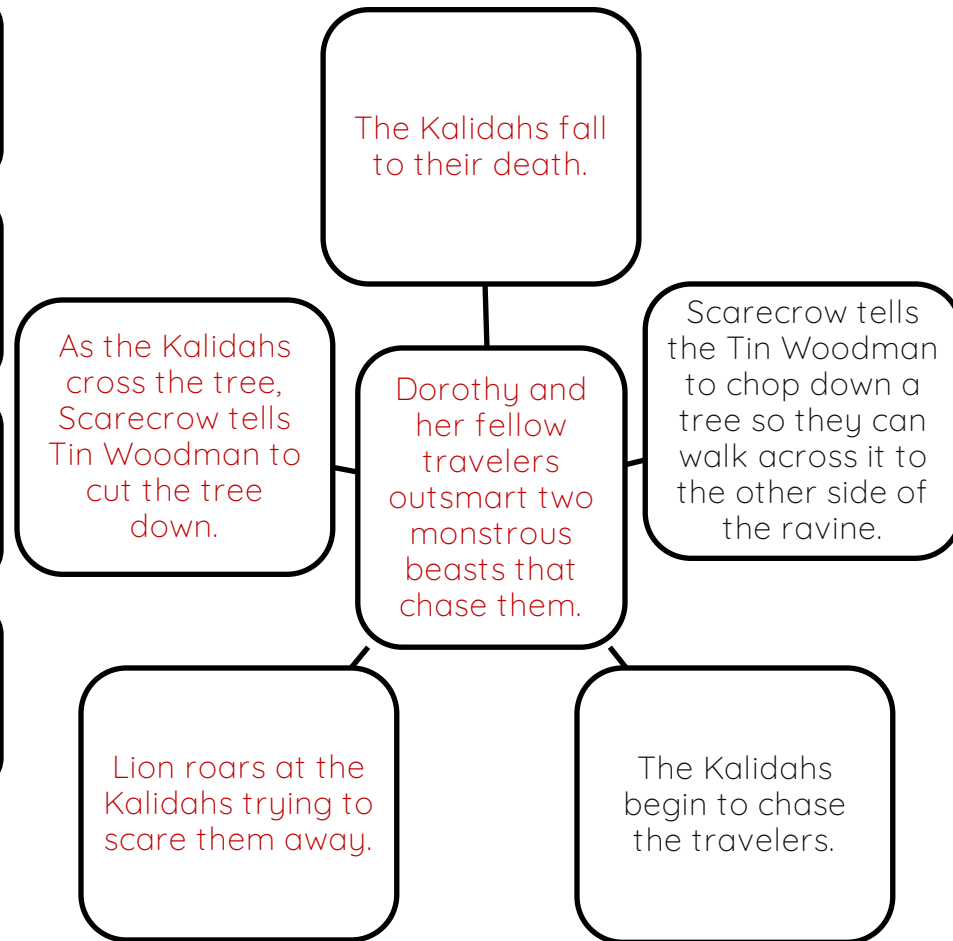 The Kalidahs fall
to their death.
As the Kalidahs
cross the tree,
Scarecrow tells
Tin Woodman to
cut the tree
down.
Dorothy and
her fellow
travelers
outsmart two
monstrous
beasts that
chase them.
Scarecrow tells
the Tin Woodman
to chop down a
tree so they can
walk across it to
the other side of
the ravine.
Lion roars at the
Kalidahs trying to
scare them away.
The Kalidahs
begin to chase
the travelers.